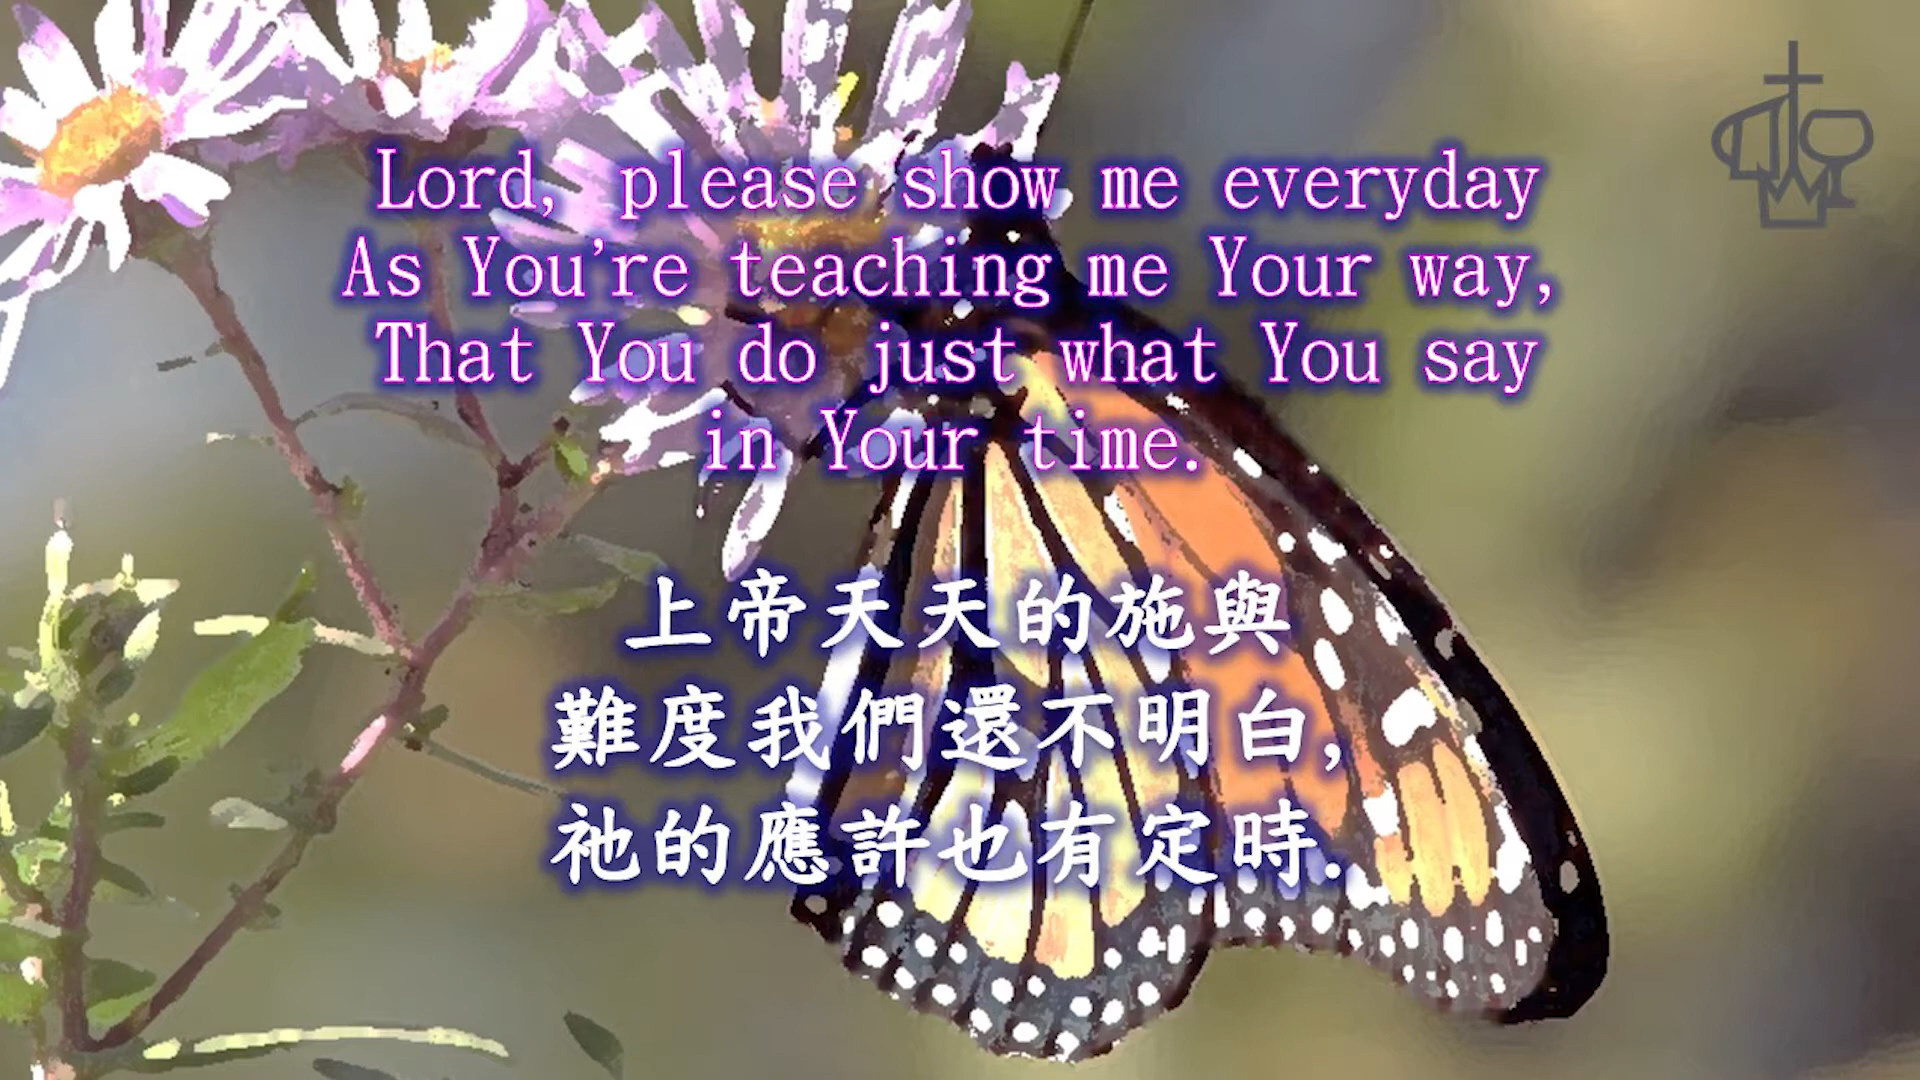 Lord, please show me everyday
As You're teaching me Your way,
That You do just what You say
in Your time.
上帝天天的施與
難度我們還不明白,
祂的應許也有定時.